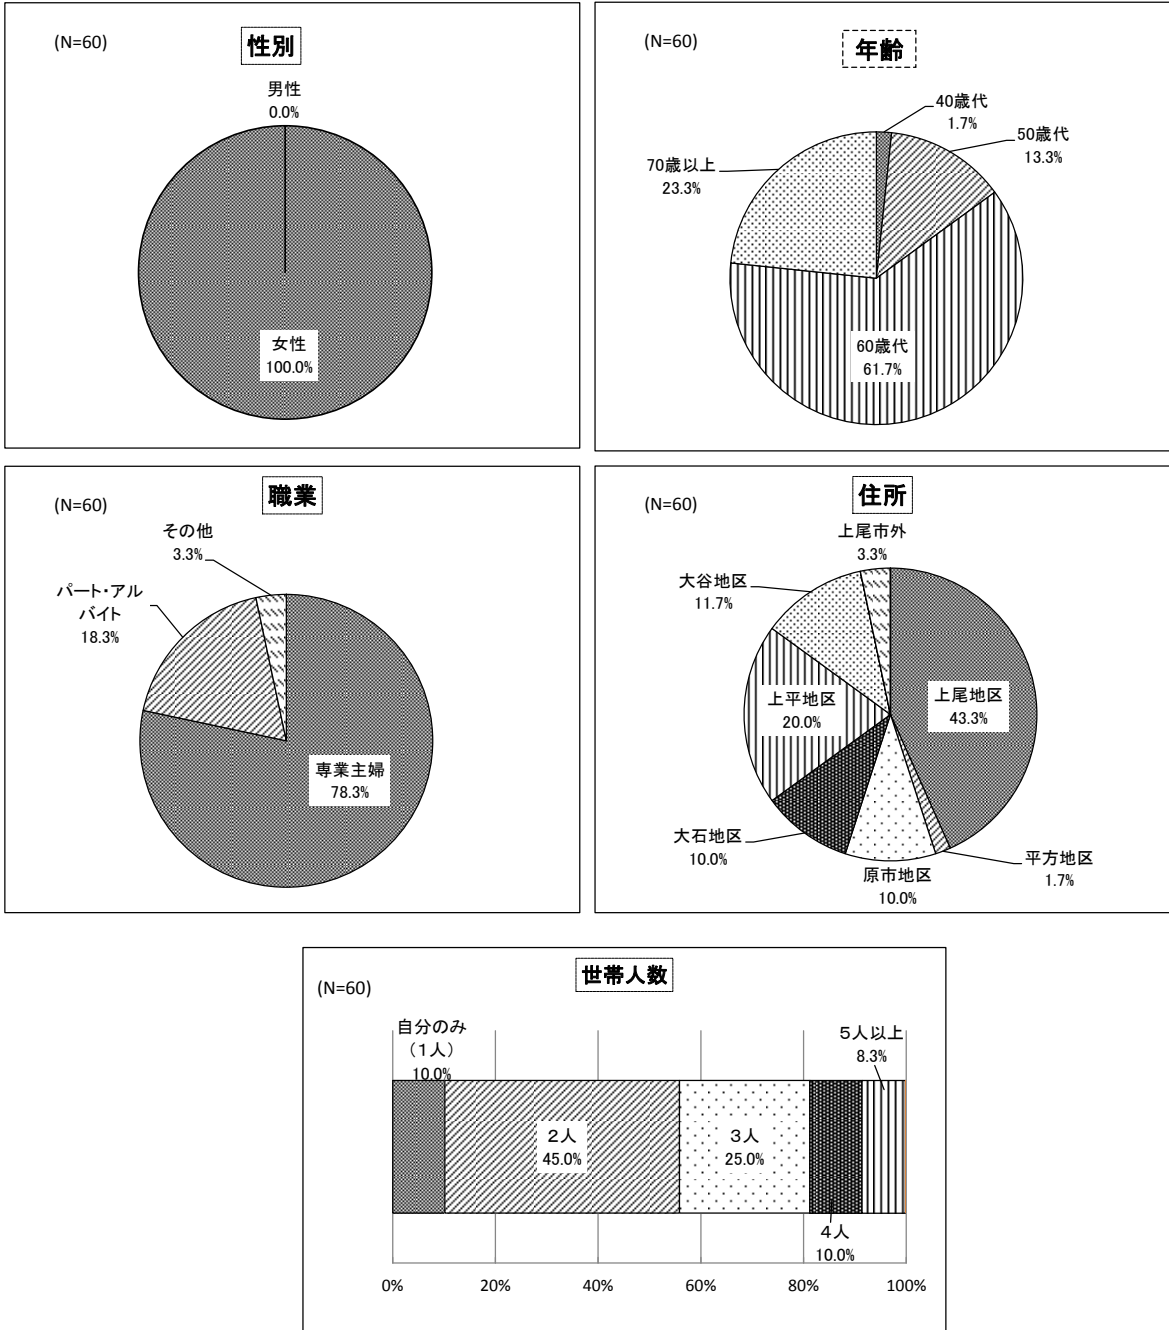 (N=60)
性別
男性
0.0%
女性
100.0%
(N=60)
年齢
40歳代
1.7%
50歳代
13.3%
70歳以上
23.3%
60歳代
61.7%
(N=60)
職業
その他
3.3%
パート・アル
バイト
18.3%
専業主婦
78.3%
(N=60)
住所
上尾市外
3.3%
大谷地区
11.7%
上平地区
20.0%
上尾地区
43.3%
大石地区
10.0%
原市地区
10.0%
平方地区
1.7%
(N=60)
世帯人数
自分のみ
（１人）
10.0%
２人
45.0%
３人
25.0%
４人
10.0%
５人以上
8.3%
0% 20% 40% 60% 80% 100%